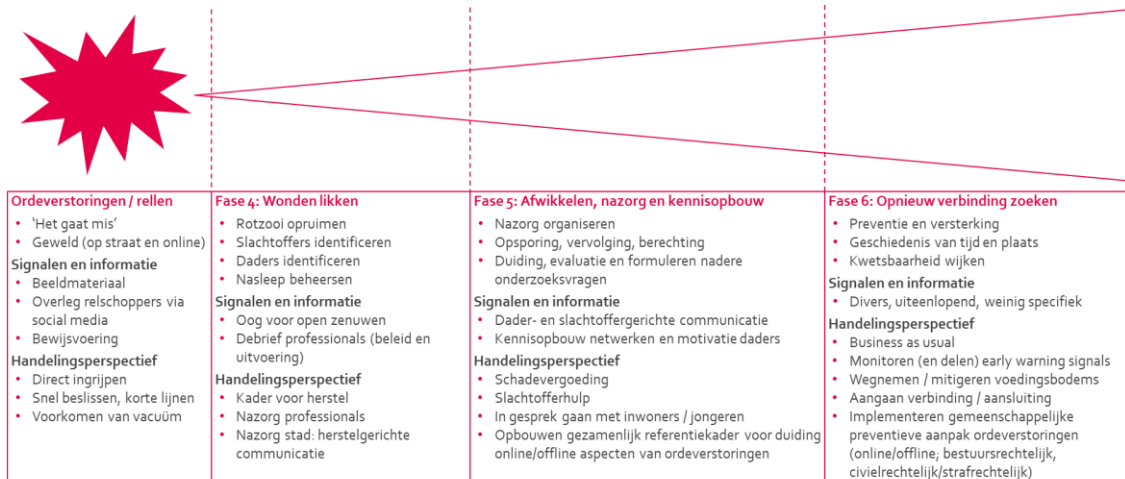 Ordeverstoringen / rellen
• 'Het gaat mis'
• Geweld (op straat en online)
Signalen en informatie
• Beeldmateriaal
• Overleg relschoppers via
social media
• Bewijsvoering
Handelingsperspectief
• Direct ingrijpen
• Snel beslissen, korte lijnen
• Voorkomen van vacuüm
Fase 4: Wonden likken
• Rotzooi opruimen
• Slachtoffers identificeren
• Daders identificeren
• Nasleep beheersen
Signalen en informatie
• Oog voor open zenuwen
• Debrief professionals (beleid en
uitvoering)
Handelingsperspectief
• Kader voor herstel
• Nazorg professionals
• Nazorg stad: herstelgerichte
communicatie
Fase 5: Afwikkelen, nazorg en kennisopbouw
• Nazorg organiseren
• Opsporing, vervolging, berechting
• Duiding, evaluatie en formuleren nadere
onderzoeksvragen
Signalen en informatie
• Dader- en slachtoffergerichte communicatie
• Kennisopbouw netwerken en motivatie daders
Handelingsperspectief
• Schadevergoeding
• Slachtofferhulp
• In gesprek gaan met inwoners / jongeren
• Opbouwen gezamenlijk referentiekader voor duiding
online/offline aspecten van ordeverstoringen
Fase 6: Opnieuw verbinding zoeken
• Preventie en versterking
• Geschiedenis van tijd en plaats
• Kwetsbaarheid wijken
Signalen en informatie
• Divers, uiteenlopend, weinig specifiek
Handelingsperspectief
• Business as usual
• Monitoren (en delen) early warning signals
• Wegnemen / mitigeren voedingsbodems
• Aangaan verbinding / aansluiting
• Implementeren gemeenschappelijke
preventieve aanpak ordeverstoringen
(online/offline; bestuursrechtelijk,
civielrechtelijk/strafrechtelijk)